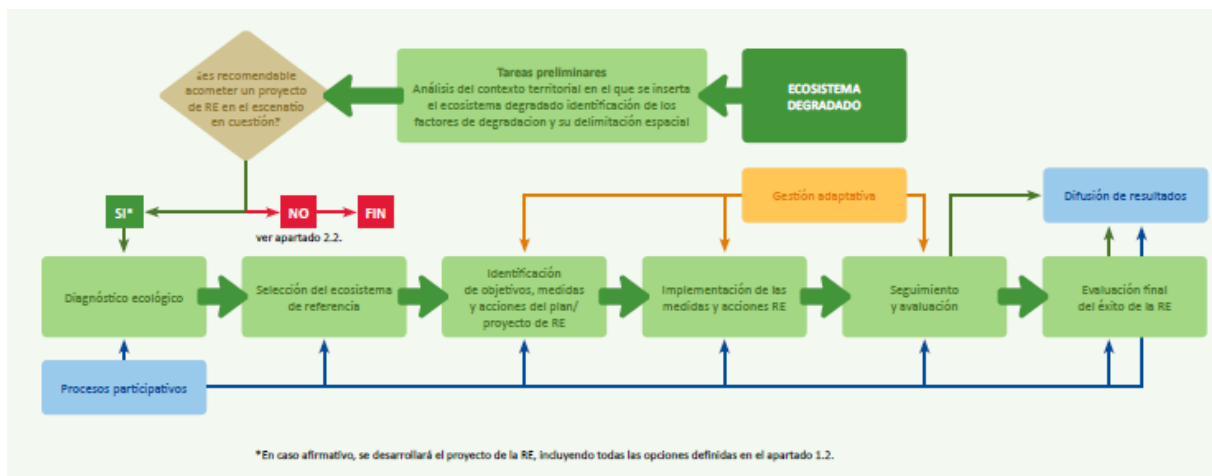 ¿es recomendable
acometer un proyecto
de RE en el escenatio
en cuestión?
Tareas preliminares
Análisis del contexto territorial en el que se inserta
el ecosistema degradado identificación de los
factores de degradacion y su delimitación espacial
ECOSISTEMA
DEGRADADO
SI*
NO
FIN
ver apartado 2.2.
Gestión adaptativa
Difusión de resultados
Diagnóstico ecológico
Selección del ecosistema
de referencia
Identificación
de objetivos, medidas
y acciones del plan/
proyecto de RE
Implementación de las
medidas y acciones RE
Seguimiento
y evaluación
Evaluación final
del éxito de la RE
Procesos participativos
*En caso afirmativo, se desarrollará el proyecto de la RE, incluyendo todas las opciones definidas en el apartado 1.2.